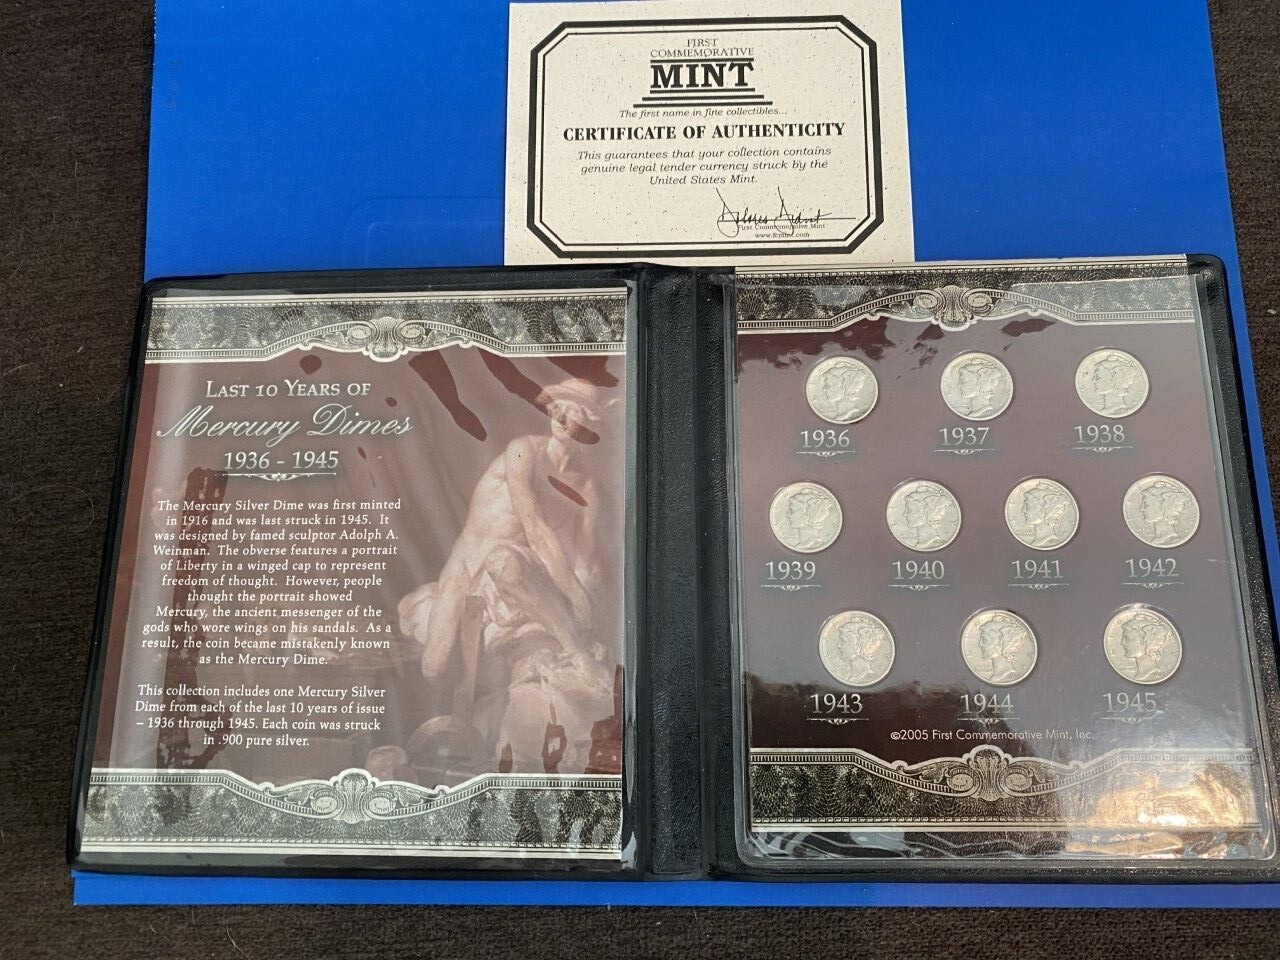 FIRST
COMMEMORATIVE
MINT
The first name in fine collectibles...
CERTIFICATE OF AUTHENTICITY
This guarantees that your collection contains
genuine legal tender currency struck by the
United States Mint.
First Commemorative Mint
www.fcmint.com
LAST 10 YEARS OF
Mercury Dimes
1936 - 1945
The Mercury Silver Dime was first minted
in 1916 and was last struck in 1945. It
was designed by famed sculptor Adolph A.
Weinman. The obverse features a portrait
of Liberty in a winged cap to represent
freedom of thought. However, people
thought the portrait showed
Mercury, the ancient messenger of the
gods who wore wings on his sandals. As a
result, the coin became mistakenly known
as the Mercury Dime.
This collection includes one Mercury Silver
Dime from each of the last 10 years of issue
– 1936 through 1945. Each coin was struck
in .900 pure silver.
1936 1937 1938
1939 1940 1941 1942
1943 1944 1945
©2005 First Commemorative Mint, Inc.